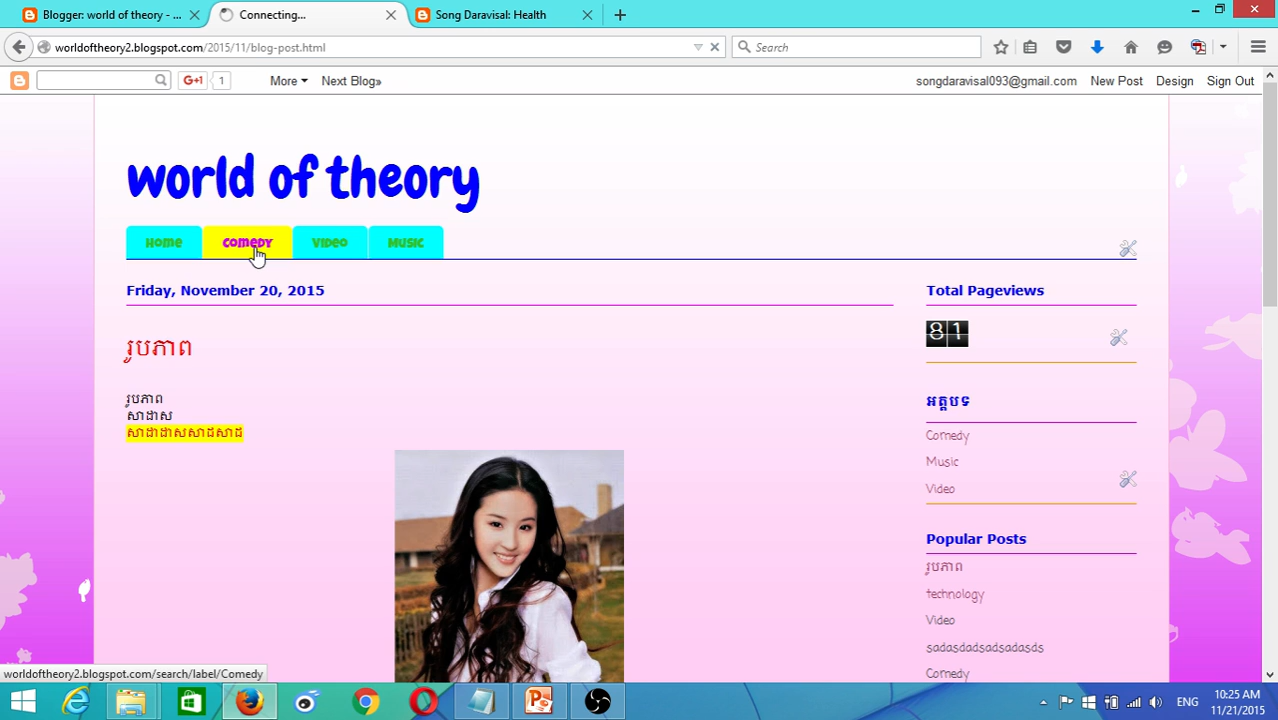 Blogger: world of theory - ...
Connecting...
Song Daravisal: Health
worldoftheory2.blogspot.com/2015/11/blog-post.html
Search
G+1
1
More
Next Blog»
songdaravisal093@gmail.com
New Post
Design
Sign Out
world of theory
Home
Comedy
Video
Music
Friday, November 20, 2015
រូបភាព
រូបភាព
សាដាស
សាដាដាសសាដសាដ
Total Pageviews
81
អត្ថបទ
Comedy
Music
Video
Popular Posts
រូបភាព
technology
Video
sadasdadsadsadasds
Comedy
worldoftheory2.blogspot.com/search/label/Comedy
ENG
10:25 AM
11/21/2015